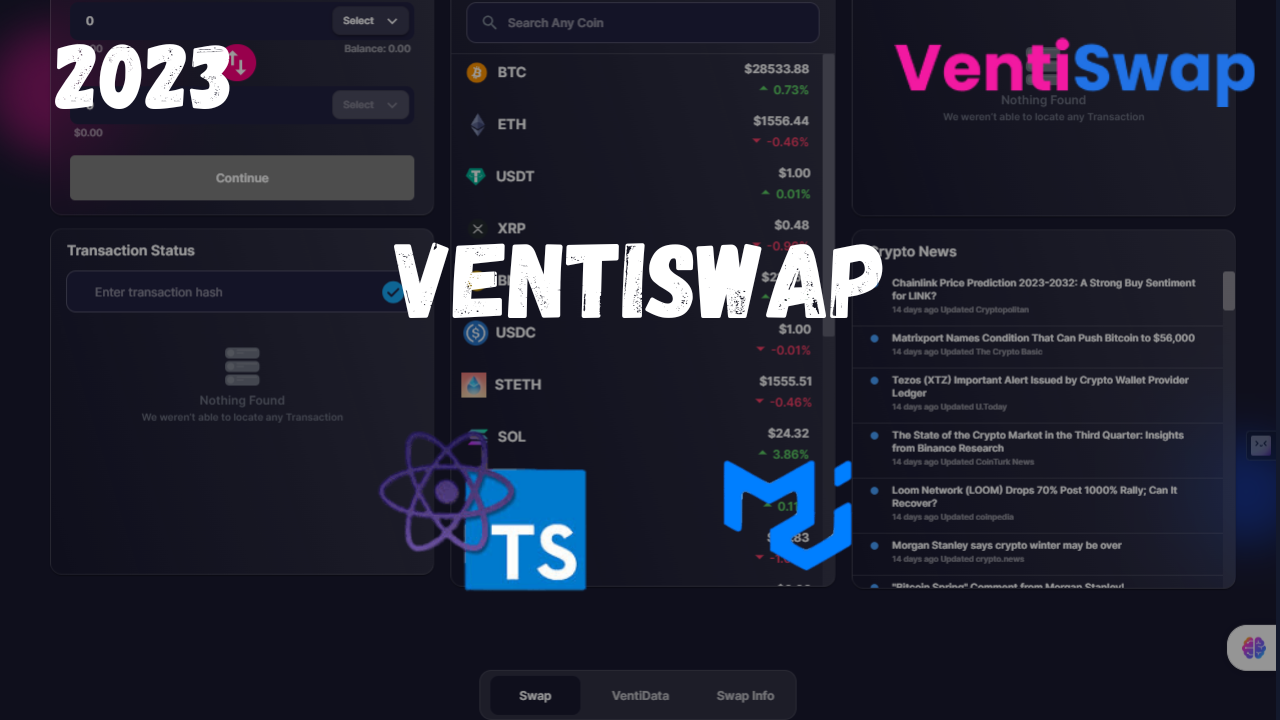 0
Select
$0.00
Balance: 0.00
2023
Select
$0.00
Continue
Transaction Status
Enter transaction hash
Nothing Found
We weren't able to locate any Transaction
Search Any Coin
BTC
$28533.88
0.73%
ETH
$1556.44
-0.46%
USDT
$1.00
0.01%
XRP
$0.48
VENTISWAP
USDC
$1.00
-0.01%
STETH
$1555.51
-0.46%
SOL
$24.32
3.86%
TS
VentiSwap
Nothing Found
We weren't able to locate any Transaction
Crypto News
Chainlink Price Prediction 2023-2032: A Strong Buy Sentiment
for LINK?
14 days ago Updated Cryptopolitan
Matrixport Names Condition That Can Push Bitcoin to $56,000
14 days ago Updated The Crypto Basic
Tezos (XTZ) Important Alert Issued by Crypto Wallet Provider
Ledger
14 days ago Updated U.Today
The State of the Crypto Market in the Third Quarter: Insights
from Binance Research
14 days ago Updated CoinTurk News
Loom Network (LOOM) Drops 70% Post 1000% Rally; Can It
Recover?
14 days ago Updated coinpedia
Morgan Stanley says crypto winter may be over
14 days ago Updated crypto.news
"Bitcoin Spring" Comment from Morgan Stanley!
Swap
VentiData
Swap Info